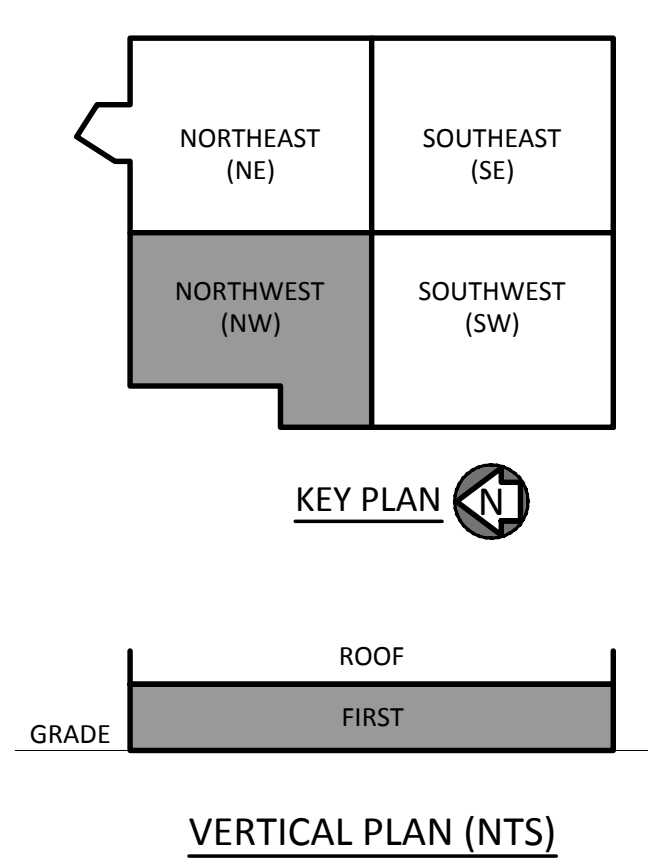 NORTHEAST
(NE)
SOUTHEAST
(SE)
NORTHWEST
(NW)
SOUTHWEST
(SW)
KEY PLAN N
ROOF
FIRST
GRADE
VERTICAL PLAN (NTS)